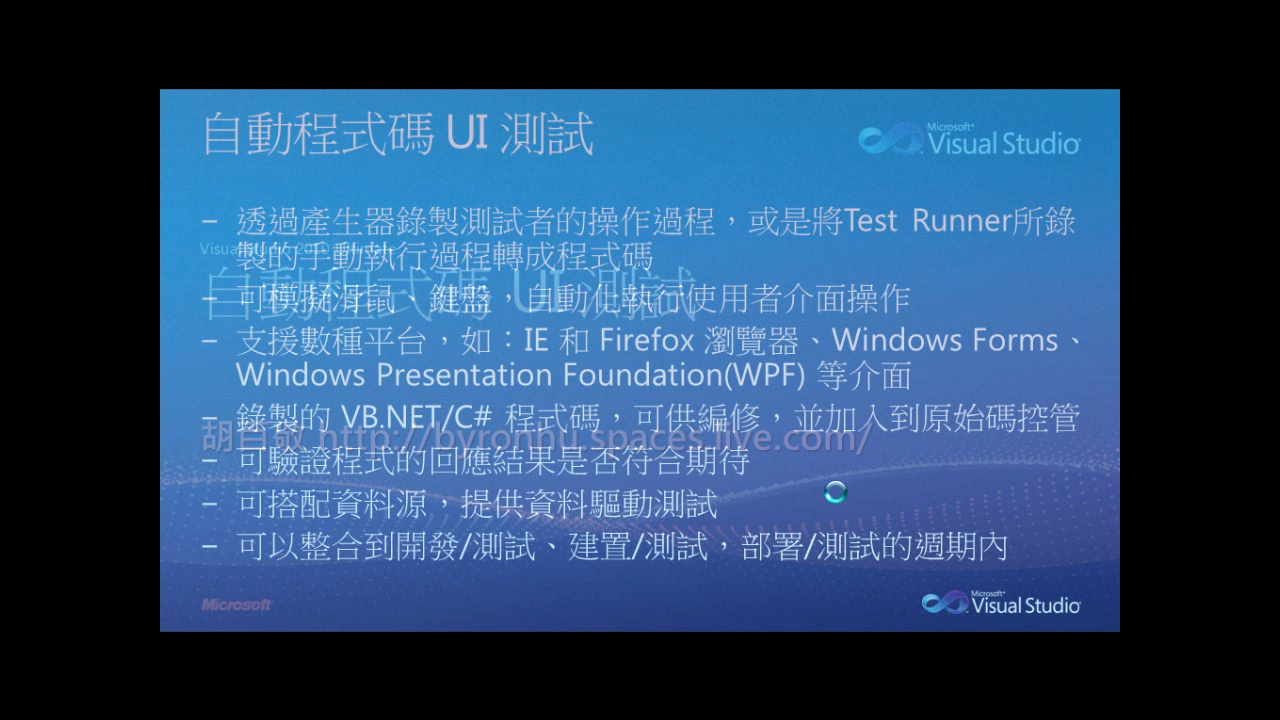 自動程式碼 UI 測試
Microsoft®
Visual Studio®
– 透過產生器錄製測試者的操作過程，或是將Test Runner所錄
製的手動執行過程轉成程式碼
自動程式碼 UI 測試
– 可模擬滑鼠、鍵盤，自動化執行使用者介面操作
– 支援數種平台，如：IE 和 Firefox 瀏覽器、Windows Forms、
Windows Presentation Foundation(WPF) 等介面
– 錄製的 VB.NET/C# 程式碼，可供編修，並加入到原始碼控管
胡百敬 http://byronhu.spaces.live.com/
– 可驗證程式的回應結果是否符合期待
– 可搭配資料源，提供資料驅動測試
– 可以整合到開發/測試、建置/測試，部署/測試的週期內
Microsoft
Microsoft®
Visual Studio®